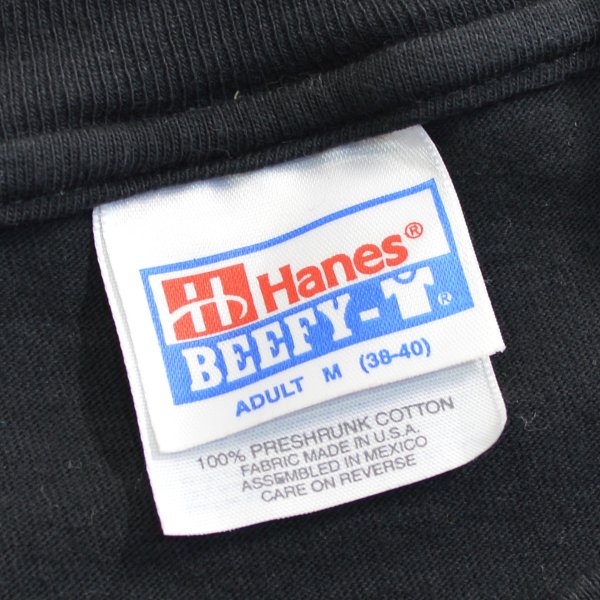 Hanes®
BEEFY-T®
ADULT M (38-40)
100% PRESHRUNK COTTON
FABRIC MADE IN U.S.A.
ASSEMBLED IN MEXICO
CARE ON REVERSE